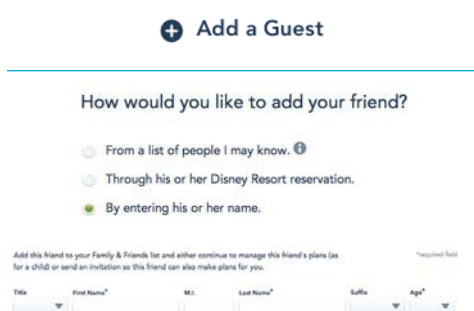 Add a Guest
How would you like to add your friend?
From a list of people I may know.
Through his or her Disney Resort reservation.
By entering his or her name.
Add this friend to your Family & Friends list and either continue to manage this friend's plans (as
*required field
for a child) or send an invitation so this friend can also make plans for you.
Title First Name* M.I. Last Name* Suffix Age*